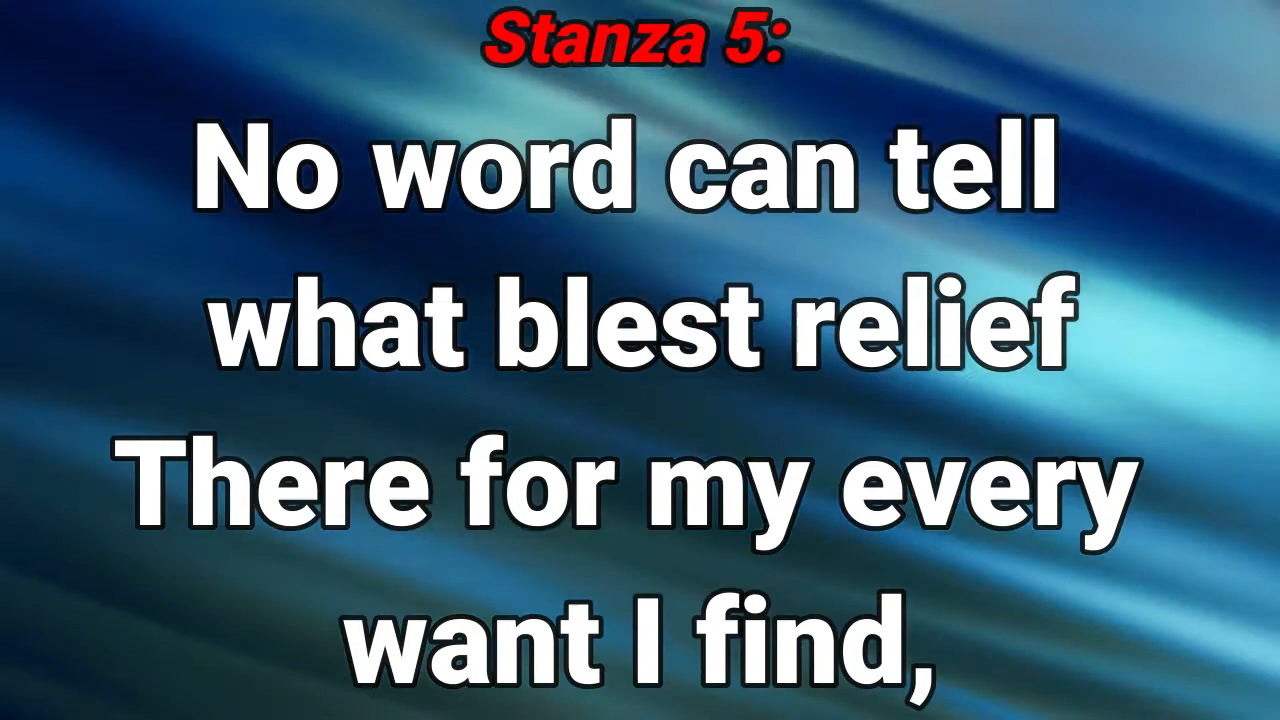 Stanza 5:
No word can tell
what blest relief
There for my every
want I find,